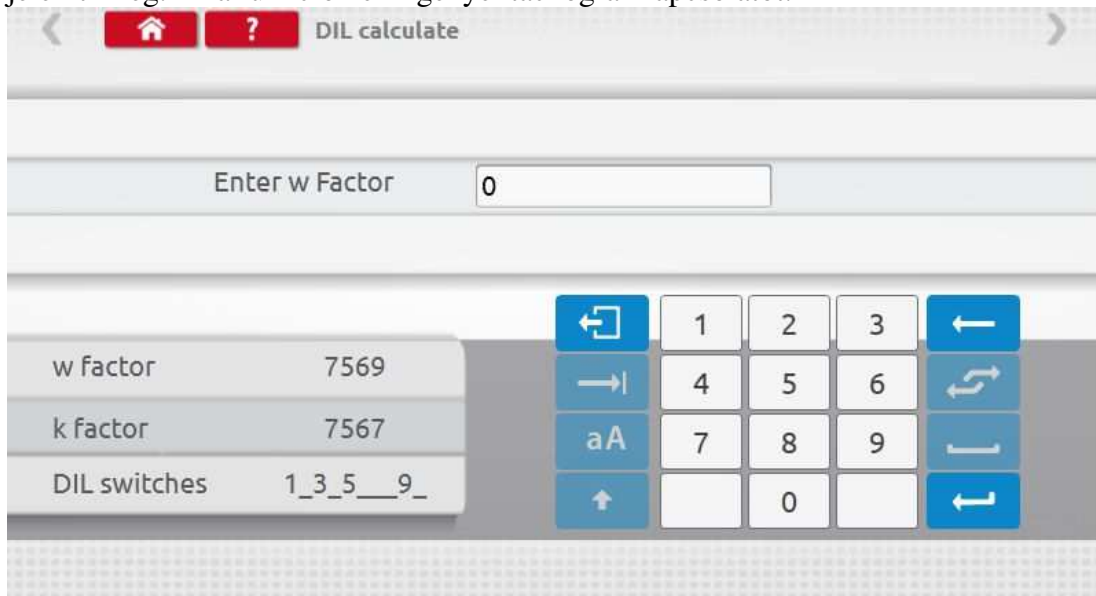 ? DIL calculate
Enter w Factor 0
1 2 3
w factor 7569
4 5 6
k factor 7567
aA 7 8 9
DIL switches 1_3_5___9_
0